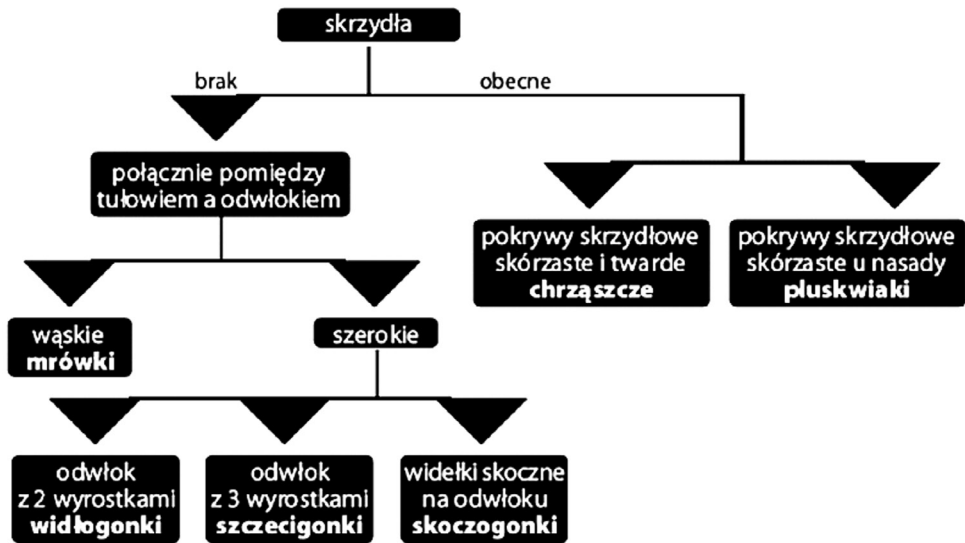 skrzydła
brak
obecne
połącznie pomiędzy
tułowiem a odwłokiem
pokrywy skrzydłowe
skórzaste i twarde
chrząszcze
pokrywy skrzydłowe
skórzaste u nasady
pluskwiaki
wąskie
mrówki
szerokie
odwłok
z 2 wyrostkami
widłogonki
odwłok
z 3 wyrostkami
szczecigonki
widełki skoczne
na odwłoku
skoczogonki